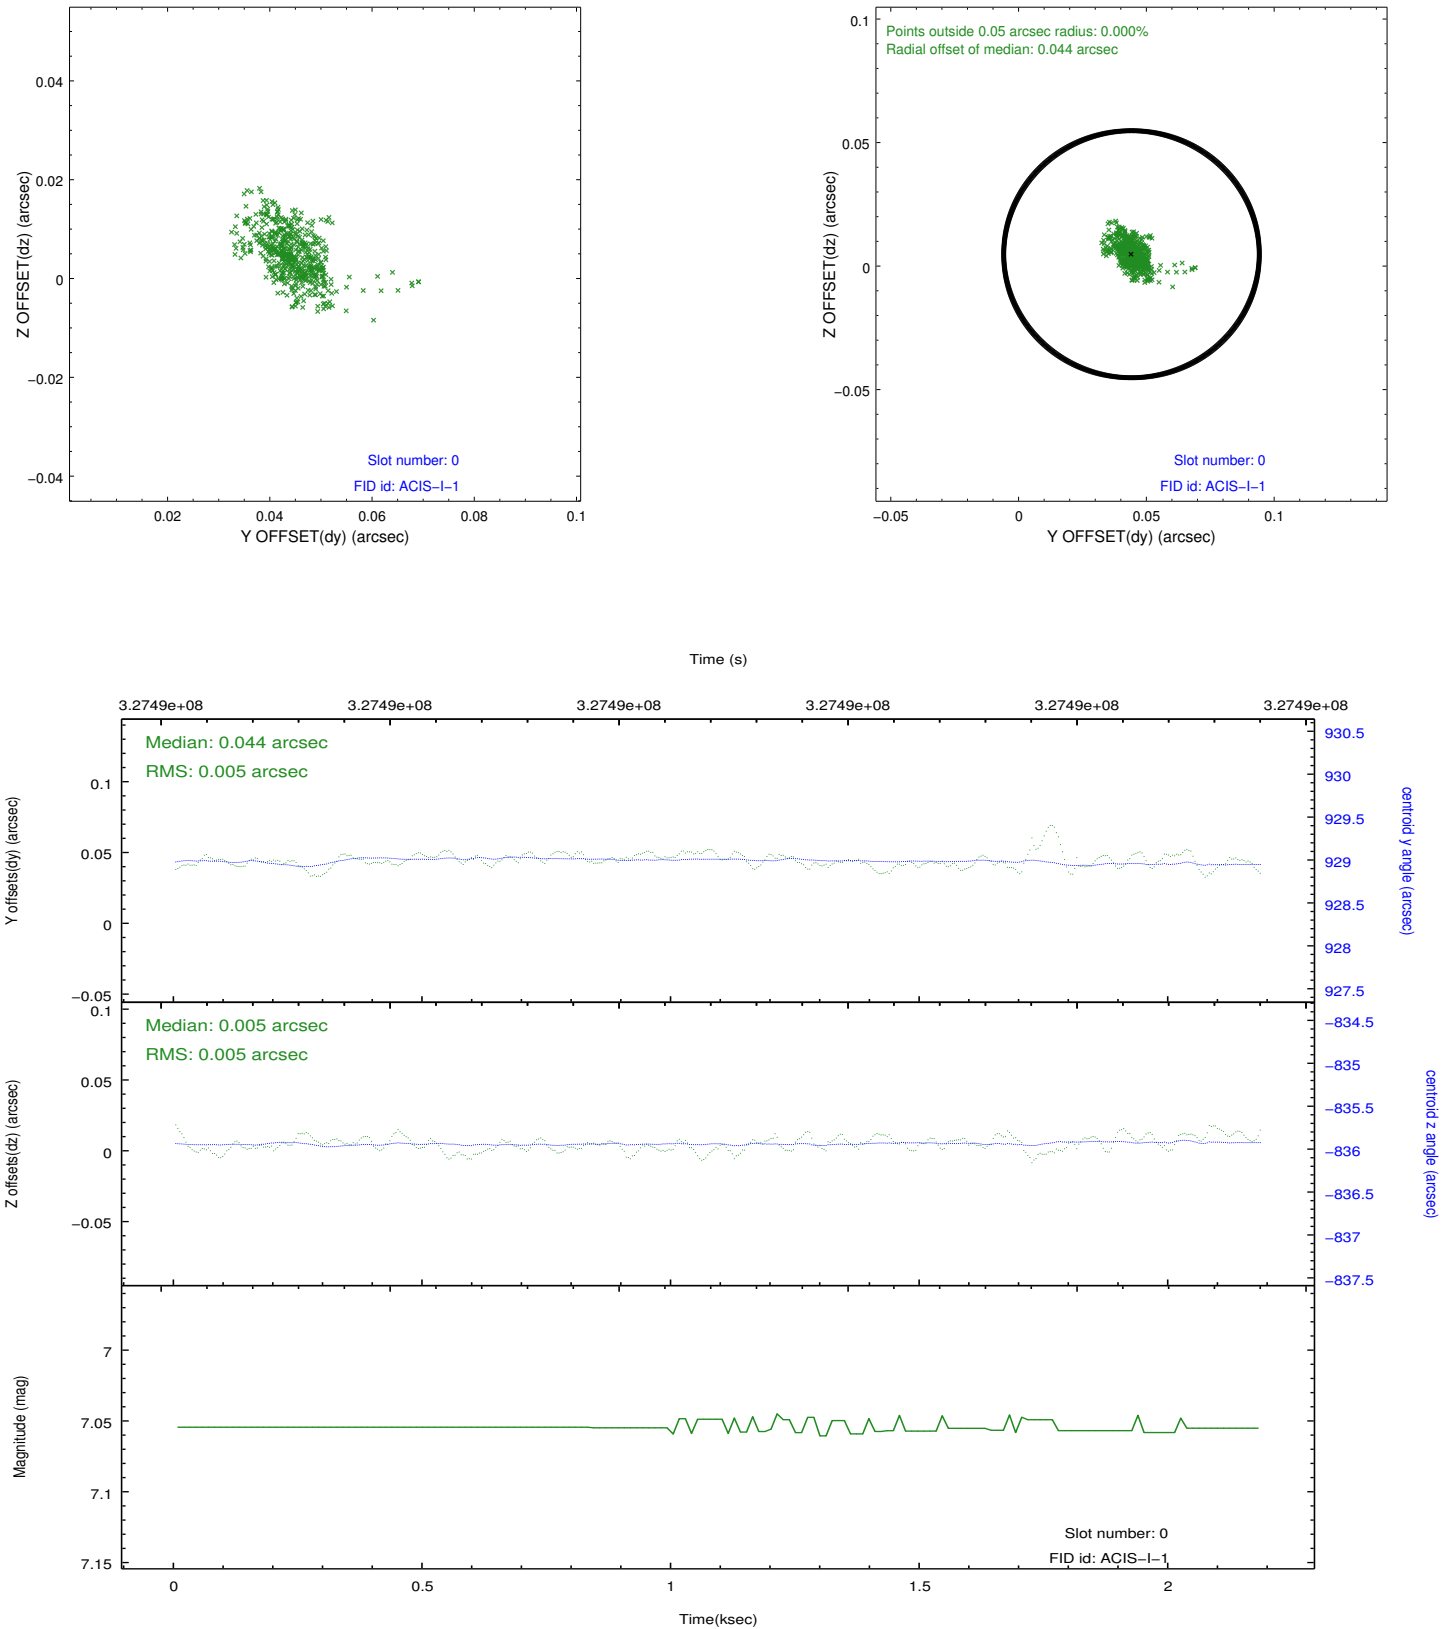 0.04
0.02
0
−0.02
−0.04
Z OFFSET(dz) (arcsec)
Slot number: 0
FID id: ACIS−I−1
0.02
0.04
0.06
0.08
0.1
Y OFFSET(dy) (arcsec)
Points outside 0.05 arcsec radius: 0.000%
Radial offset of median: 0.044 arcsec
0.1
0.05
0
−0.05
Z OFFSET(dz) (arcsec)
Slot number: 0
FID id: ACIS−I−1
−0.05
0
0.05
0.1
Y OFFSET(dy) (arcsec)
Time (s)
3.2749e+08
3.2749e+08
3.2749e+08
3.2749e+08
3.2749e+08
3.2749e+08
Median: 0.044 arcsec
RMS: 0.005 arcsec
0.1
0.05
0
−0.05
Y offsets(dy) (arcsec)
930.5
930
929.5
929
928.5
928
927.5
centroid y angle (arcsec)
Median: 0.005 arcsec
RMS: 0.005 arcsec
0.1
0.05
0
−0.05
Z offsets(dz) (arcsec)
−834.5
−835
−835.5
−836
−836.5
−837
−837.5
centroid z angle (arcsec)
7
7.05
7.1
7.15
Magnitude (mag)
Slot number: 0
FID id: ACIS−I−1
0
0.5
1
1.5
2
Time(ksec)